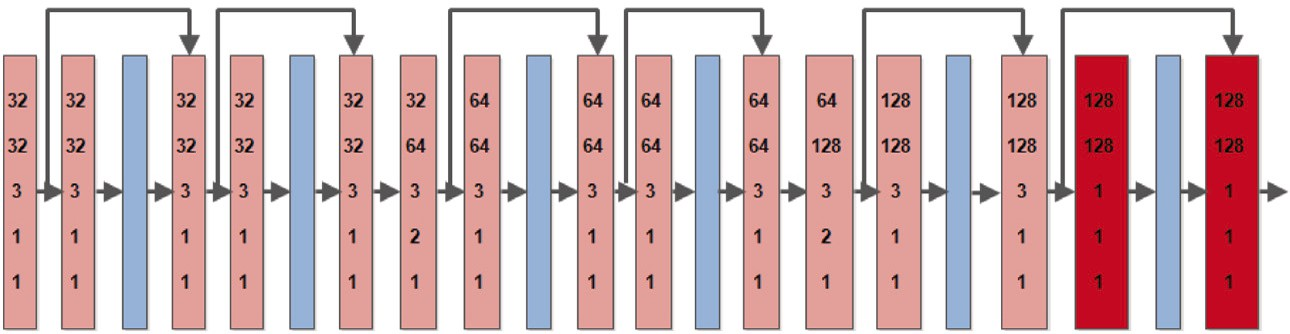 32 32 32 32 32 32 64 64 64 64 64 128 128 128 128
32 32 32 32 32 64 64 64 64 64 128 128 128 128 128
3 3 3 3 3 3 3 3 3 3 3 3 3 1 1
1 1 1 1 1 2 1 1 1 1 2 1 1 1 1
1 1 1 1 1 1 1 1 1 1 1 1 1 1 1